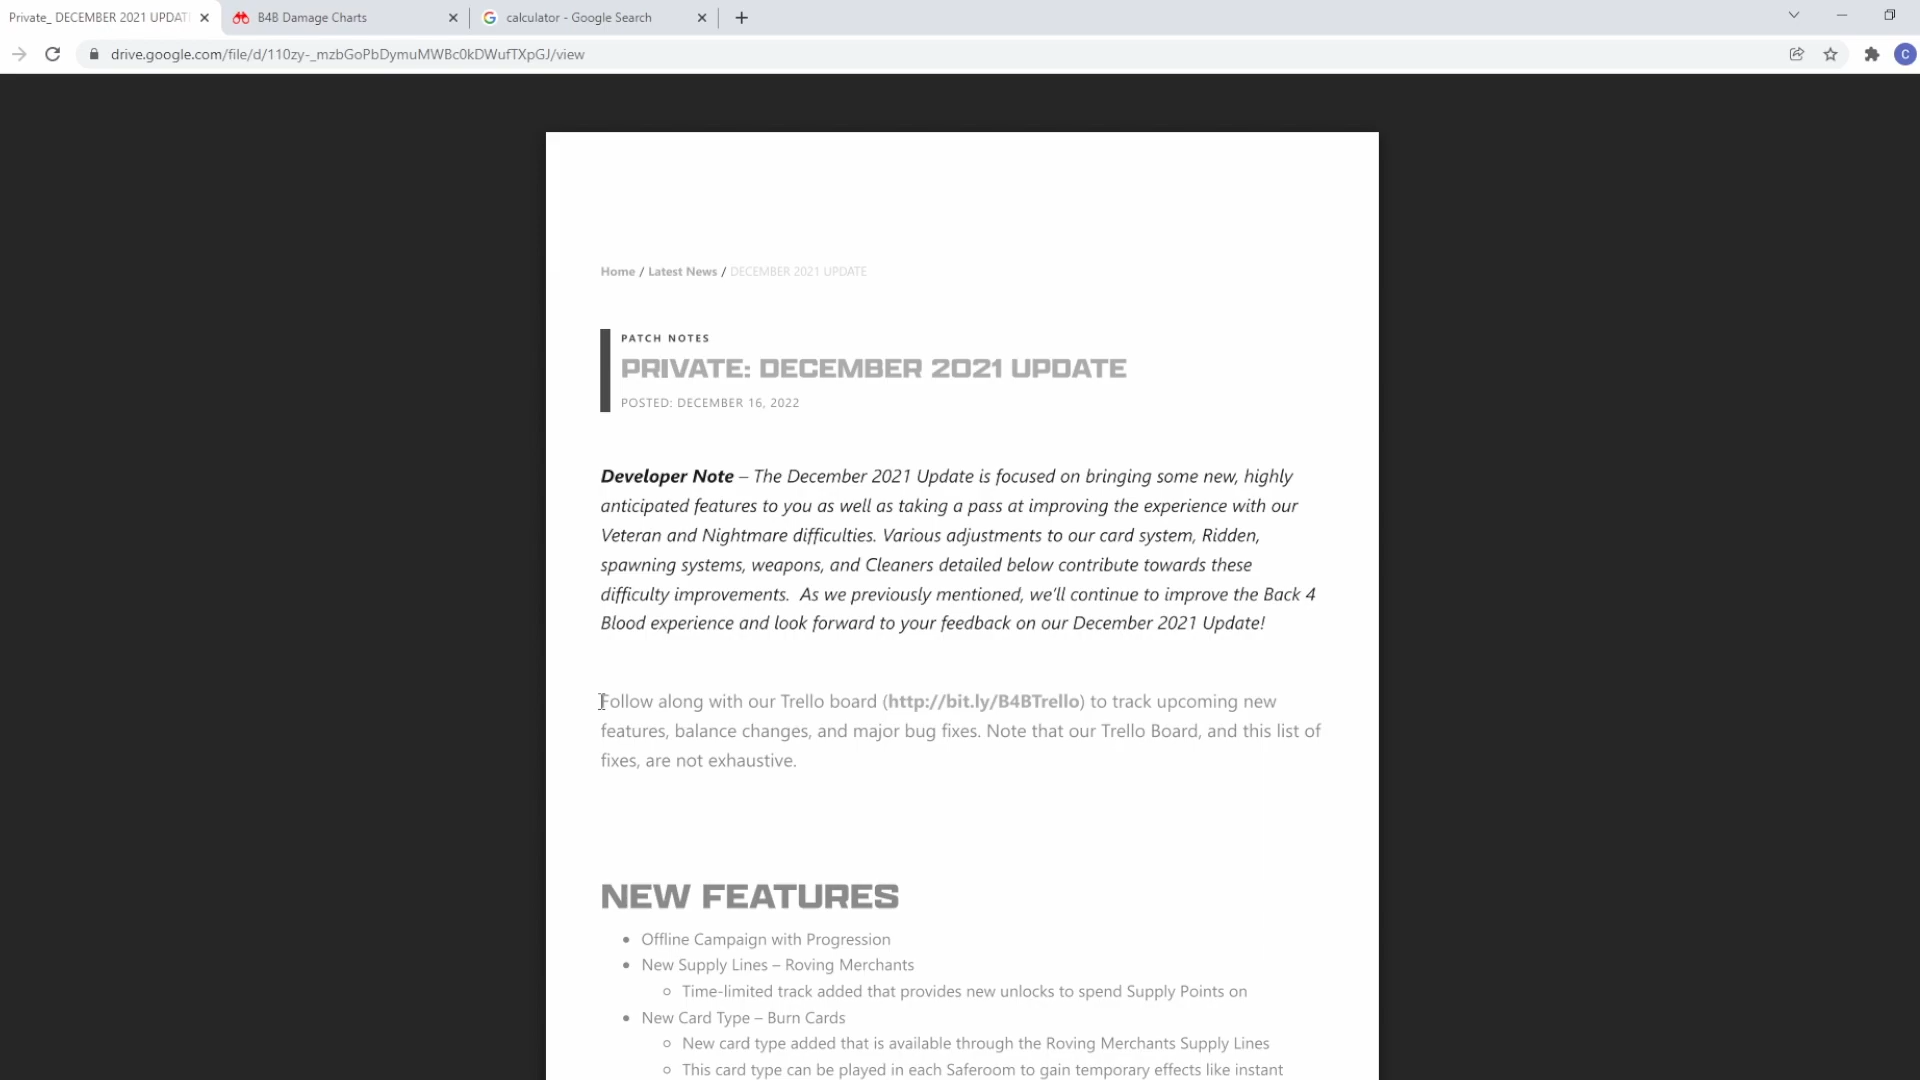 Private_ DECEMBER 2021 UPDAT
B4B Damage Charts
calculator - Google Search
drive.google.com/file/d/110zy-_mzbGoPbDymuMWBc0kDWufTXpGJ/view
C
Home / Latest News / DECEMBER 2021 UPDATE
PATCH NOTES
PRIVATE: DECEMBER 2021 UPDATE
POSTED: DECEMBER 16, 2022
Developer Note – The December 2021 Update is focused on bringing some new, highly
anticipated features to you as well as taking a pass at improving the experience with our
Veteran and Nightmare difficulties. Various adjustments to our card system, Ridden,
spawning systems, weapons, and Cleaners detailed below contribute towards these
difficulty improvements.  As we previously mentioned, we’ll continue to improve the Back 4
Blood experience and look forward to your feedback on our December 2021 Update!
Follow along with our Trello board (http://bit.ly/B4BTrello) to track upcoming new
features, balance changes, and major bug fixes. Note that our Trello Board, and this list of
fixes, are not exhaustive.
NEW FEATURES
• Offline Campaign with Progression
• New Supply Lines – Roving Merchants
◦ Time-limited track added that provides new unlocks to spend Supply Points on
• New Card Type – Burn Cards
◦ New card type added that is available through the Roving Merchants Supply Lines
◦ This card type can be played in each Saferoom to gain temporary effects like instant